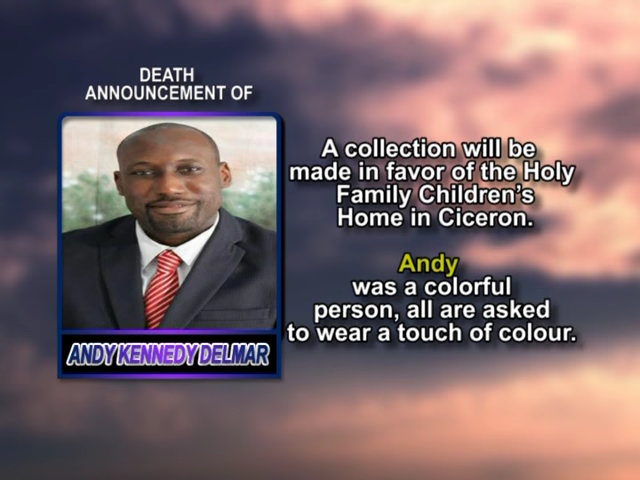 DEATH
ANNOUNCEMENT OF
ANDY KENNEDY DELMAR
A collection will be
made in favor of the Holy
Family Children's
Home in Ciceron.
Andy
was a colorful
person, all are asked
to wear a touch of colour.